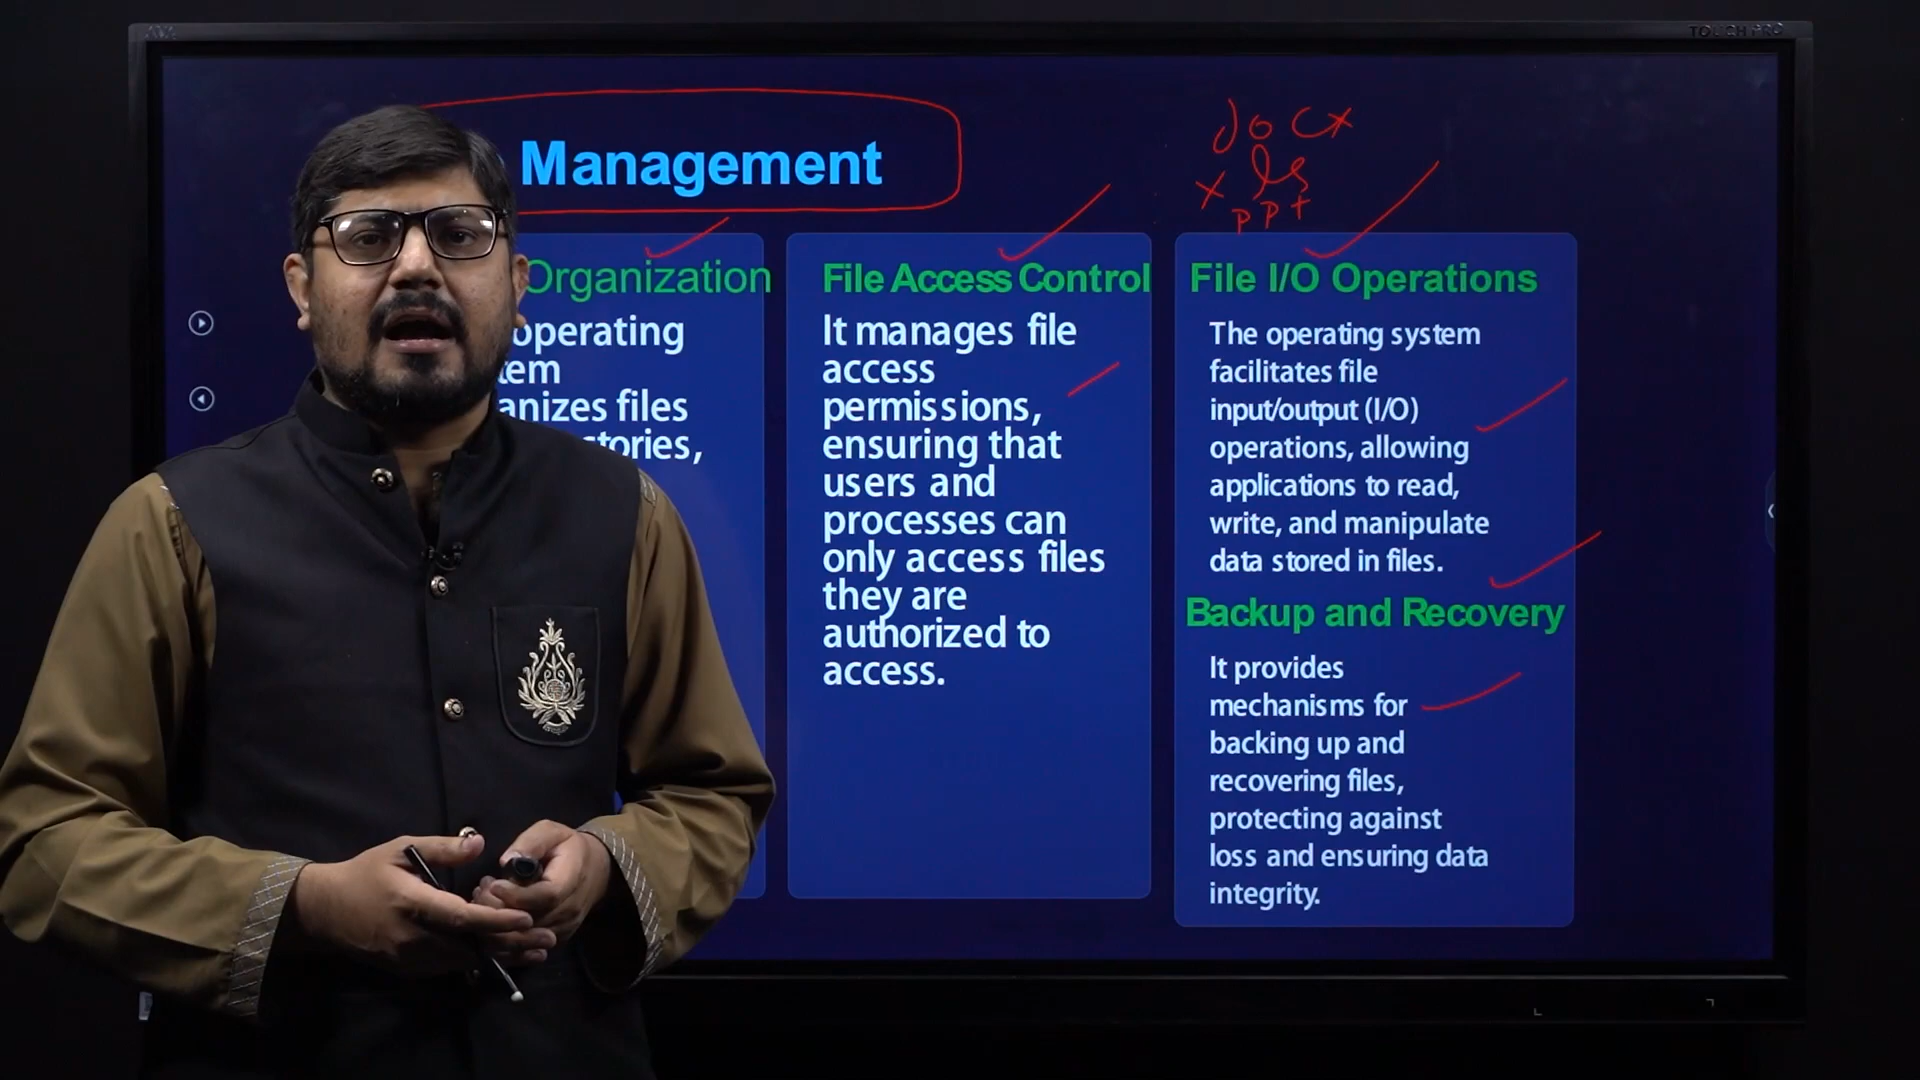 TOUCH PRO
Management
docx
xls
ppt
Organization
operating
anizes files
ctories,
File Access Control
It manages file
access
permissions,
ensuring that
users and
processes can
only access files
they are
authorized to
access.
File I/O Operations
The operating system
facilitates file
input/output (I/O)
operations, allowing
applications to read,
write, and manipulate
data stored in files.
Backup and Recovery
It provides
mechanisms for
backing up and
recovering files,
protecting against
loss and ensuring data
integrity.